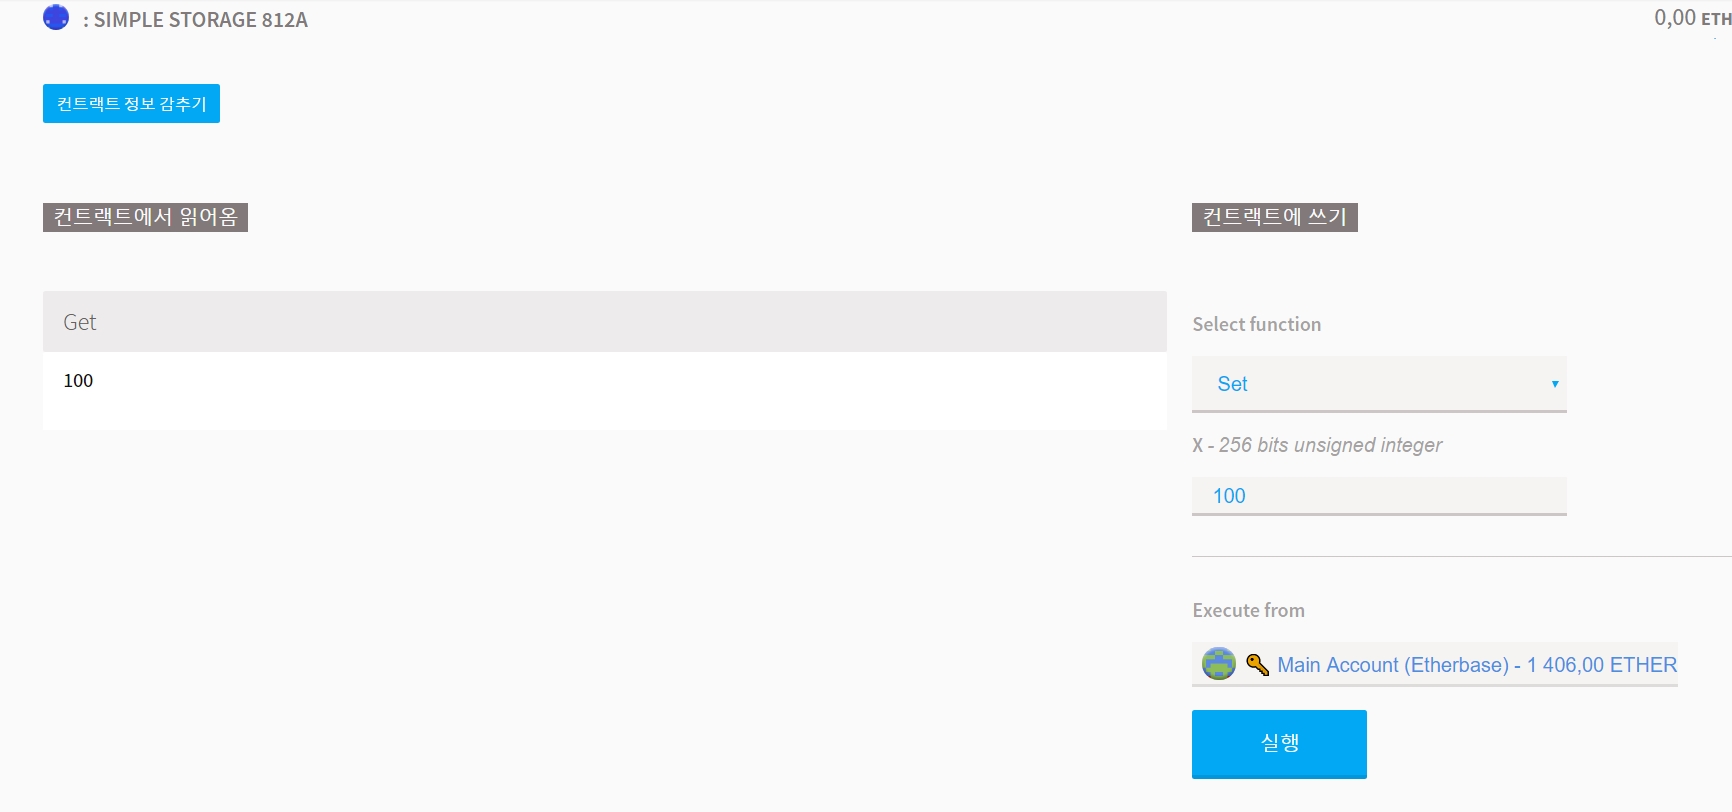 : SIMPLE STORAGE 812A
0,00 ETH
컨트랙트 정보 감추기
컨트랙트에서 읽어옴
컨트랙트에 쓰기
Get
100
Select function
Set
X - 256 bits unsigned integer
100
Execute from
Main Account (Etherbase) - 1 406,00 ETHER
실행